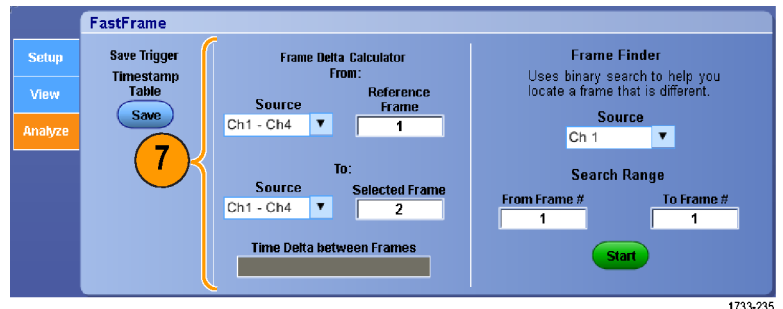 FastFrame
Setup
View
Analyze
Save Trigger
Timestamp
Table
Save
7
Frame Delta Calculator
From:
Source
Reference
Frame
Ch1 - Ch4
1
To:
Source
Selected Frame
Ch1 - Ch4
2
Time Delta between Frames
Frame Finder
Uses binary search to help you
locate a frame that is different.
Source
Ch 1
Search Range
From Frame #
To Frame #
1
1
Start
1733-235